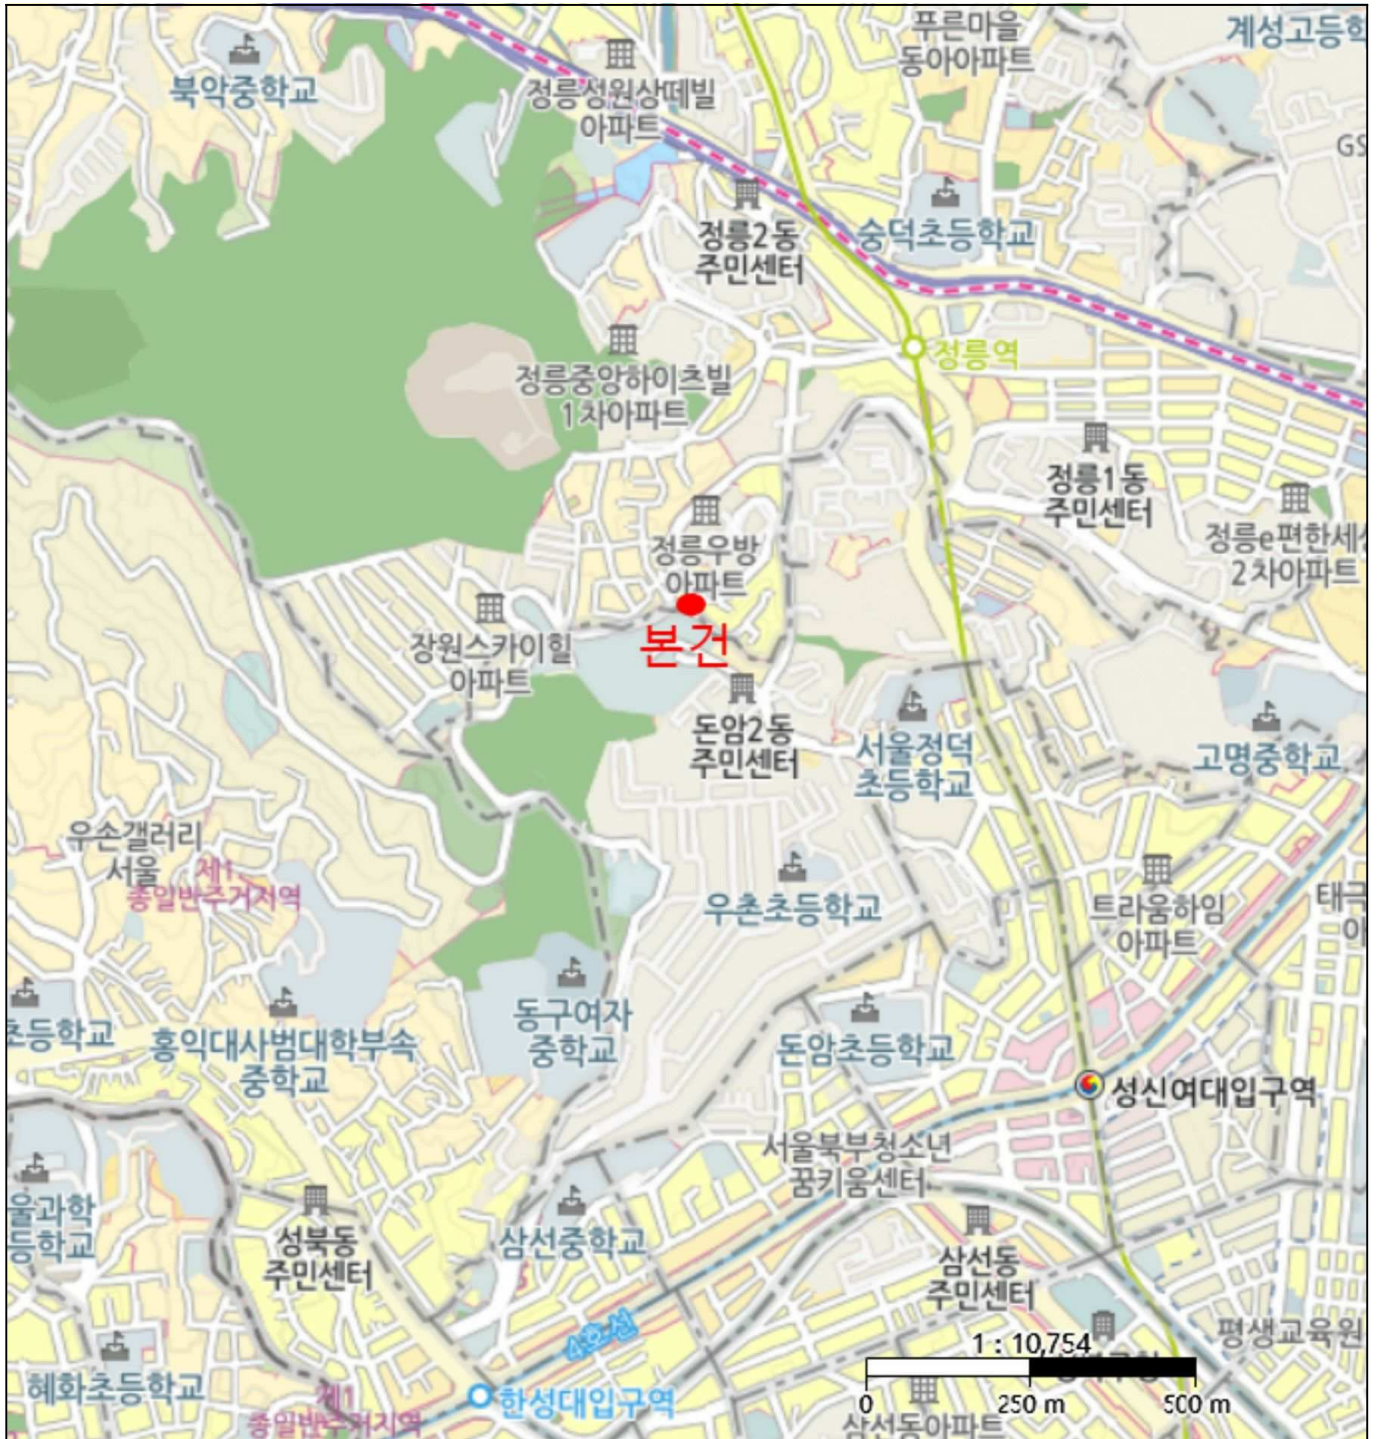 푸른마을
동아아파트
계성고등학
북악중학교
정릉성원상떼빌
아파트
GS
정릉2동
주민센터
숭덕초등학교
정릉역
정릉중앙하이츠빌
1차아파트
정릉1동
주민센터
정릉e편한세상
2차아파트
정릉우방
아파트
본건
장원스카이힐
아파트
돈암2동
주민센터
서울정덕
초등학교
고명중학교
우손갤러리
서울
제1
종일반주거지역
우촌초등학교
트라움하임
아파트
태극
아
초등학교
홍익대사범대학부속
중학교
동구여자
중학교
돈암초등학교
성신여대입구역
서울북부청소년
꿈키움센터
울과학
등학교
성북동
주민센터
삼선중학교
삼선동
주민센터
4호선
1 : 10,754
평생교육원
0 250 m 500 m
혜화초등학교
제1
종일반주거지역
한성대입구역
삼선동아파트